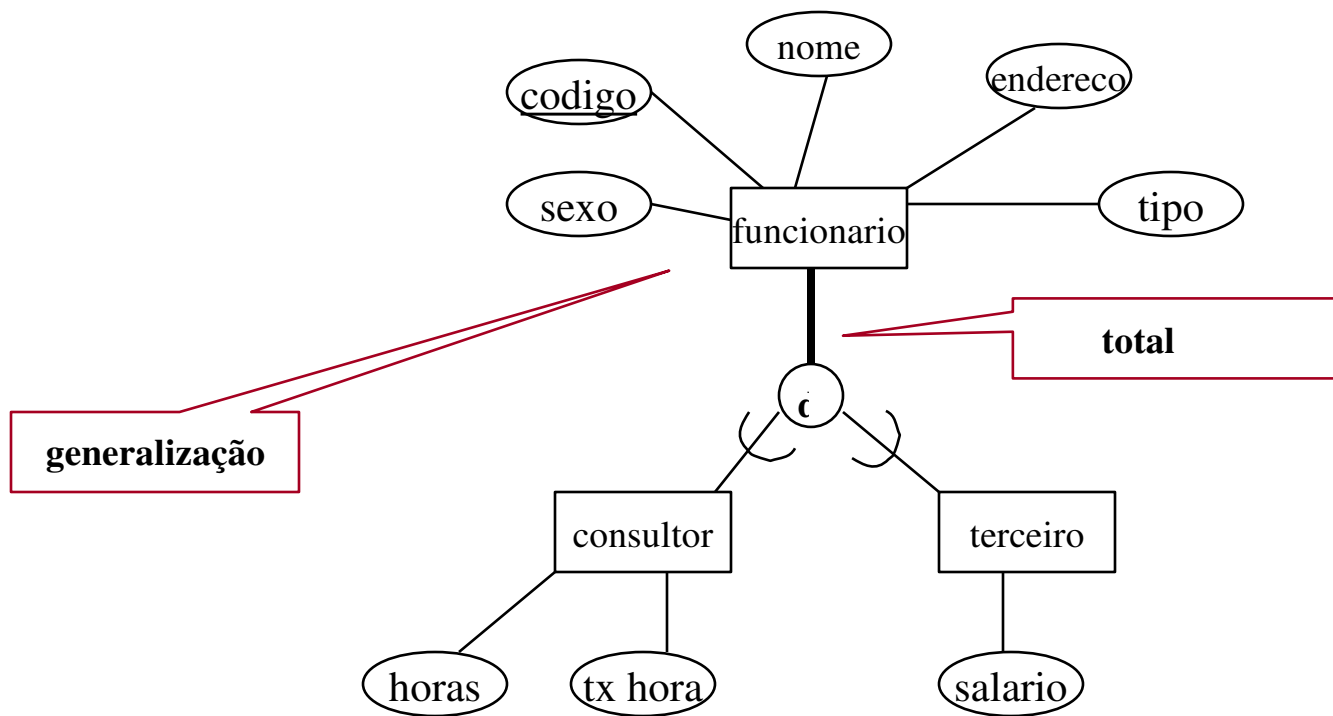 nome
codigo
endereco
sexo
funcionario
tipo
total
generalização
consultor
terceiro
horas
tx hora
salario